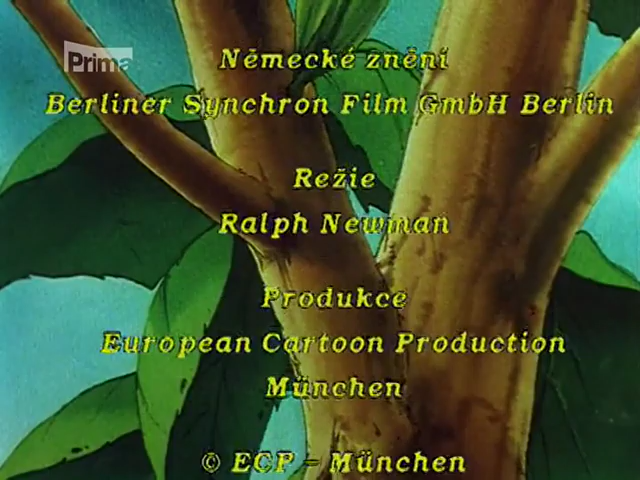 Prima
Německé znění
Berliner Synchron Film GmbH Berlin
Režie
Ralph Newman
Produkce
European Cartoon Production
München
© ECP – München